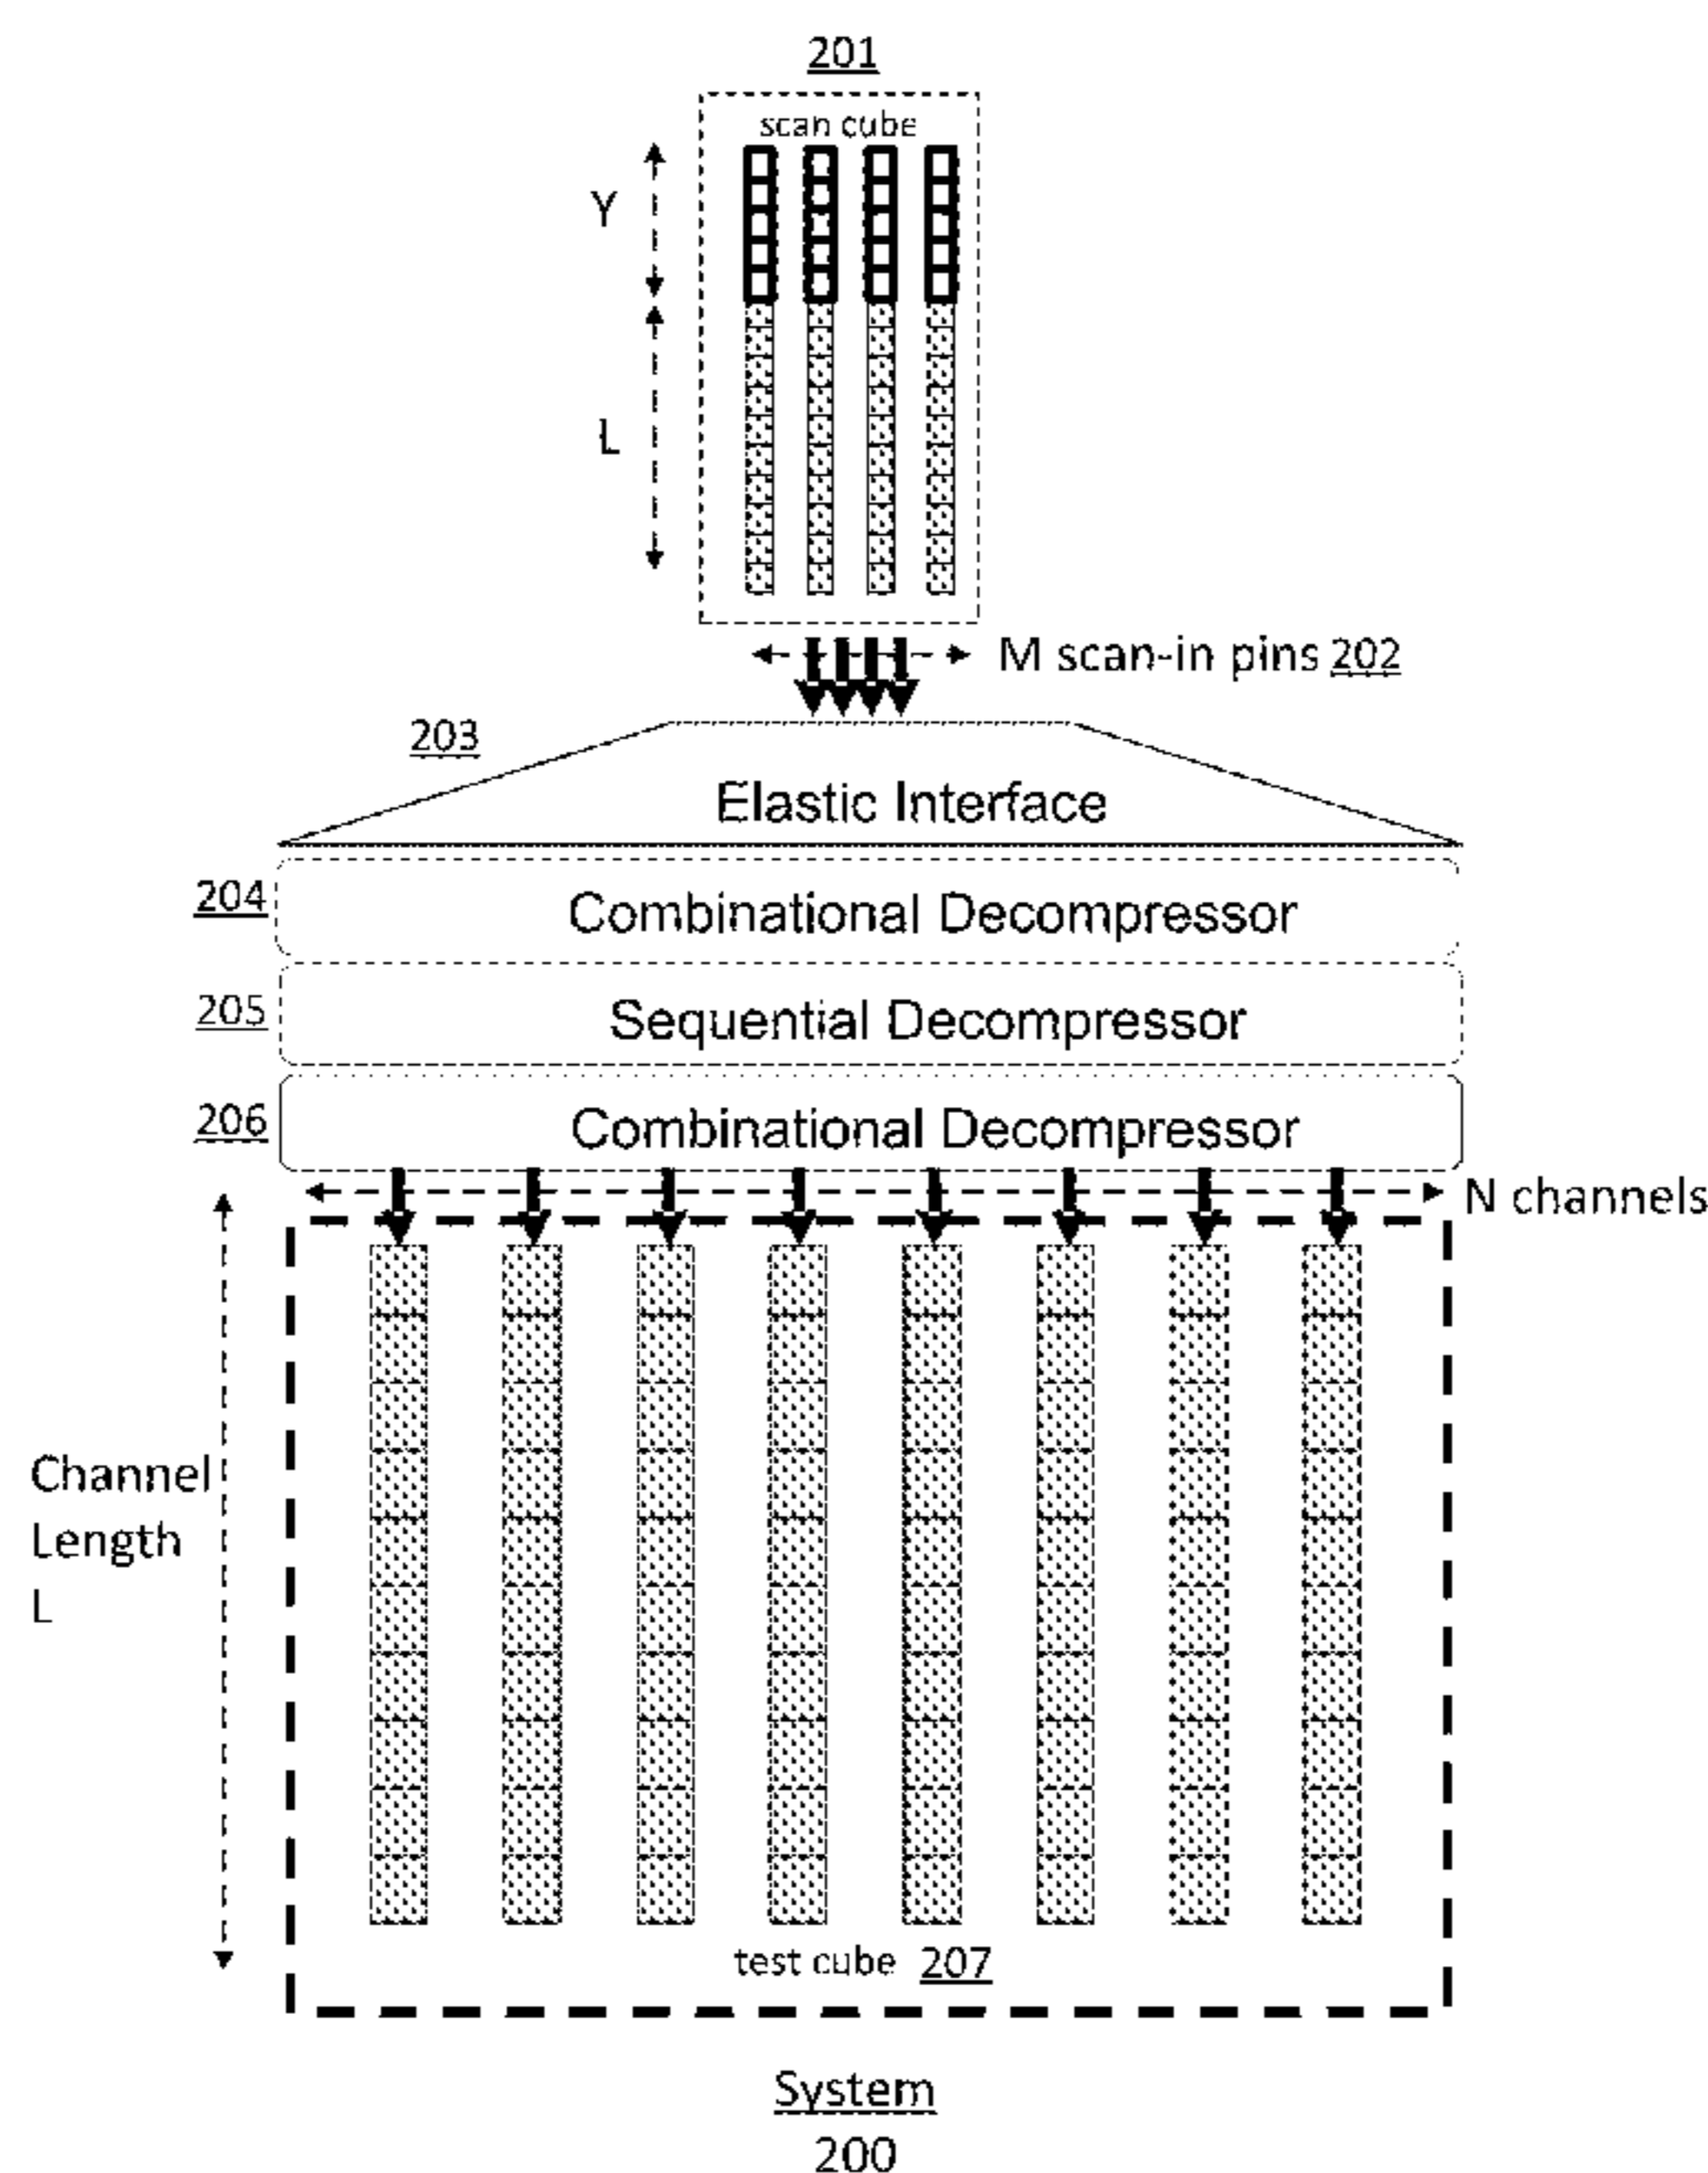 201
scan cube
Y
L
M scan-in pins 202
203
Elastic Interface
204
Combinational Decompressor
205
Sequential Decompressor
206
Combinational Decompressor
N channels
Channel
Length
L
test cube 207
System
200